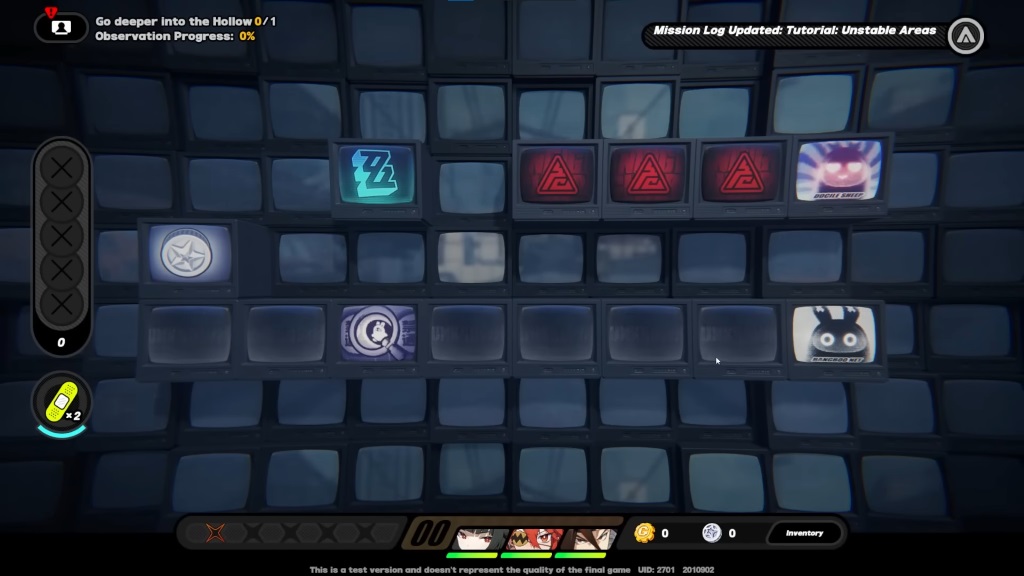 Go deeper into the Hollow 0/1
Observation Progress: 0%
Mission Log Updated: Tutorial: Unstable Areas
DOCILE SHEEP
0
×2
00
0
0
Inventory
This is a test version and doesn't represent the quality of the final game UID: 2701 2010902